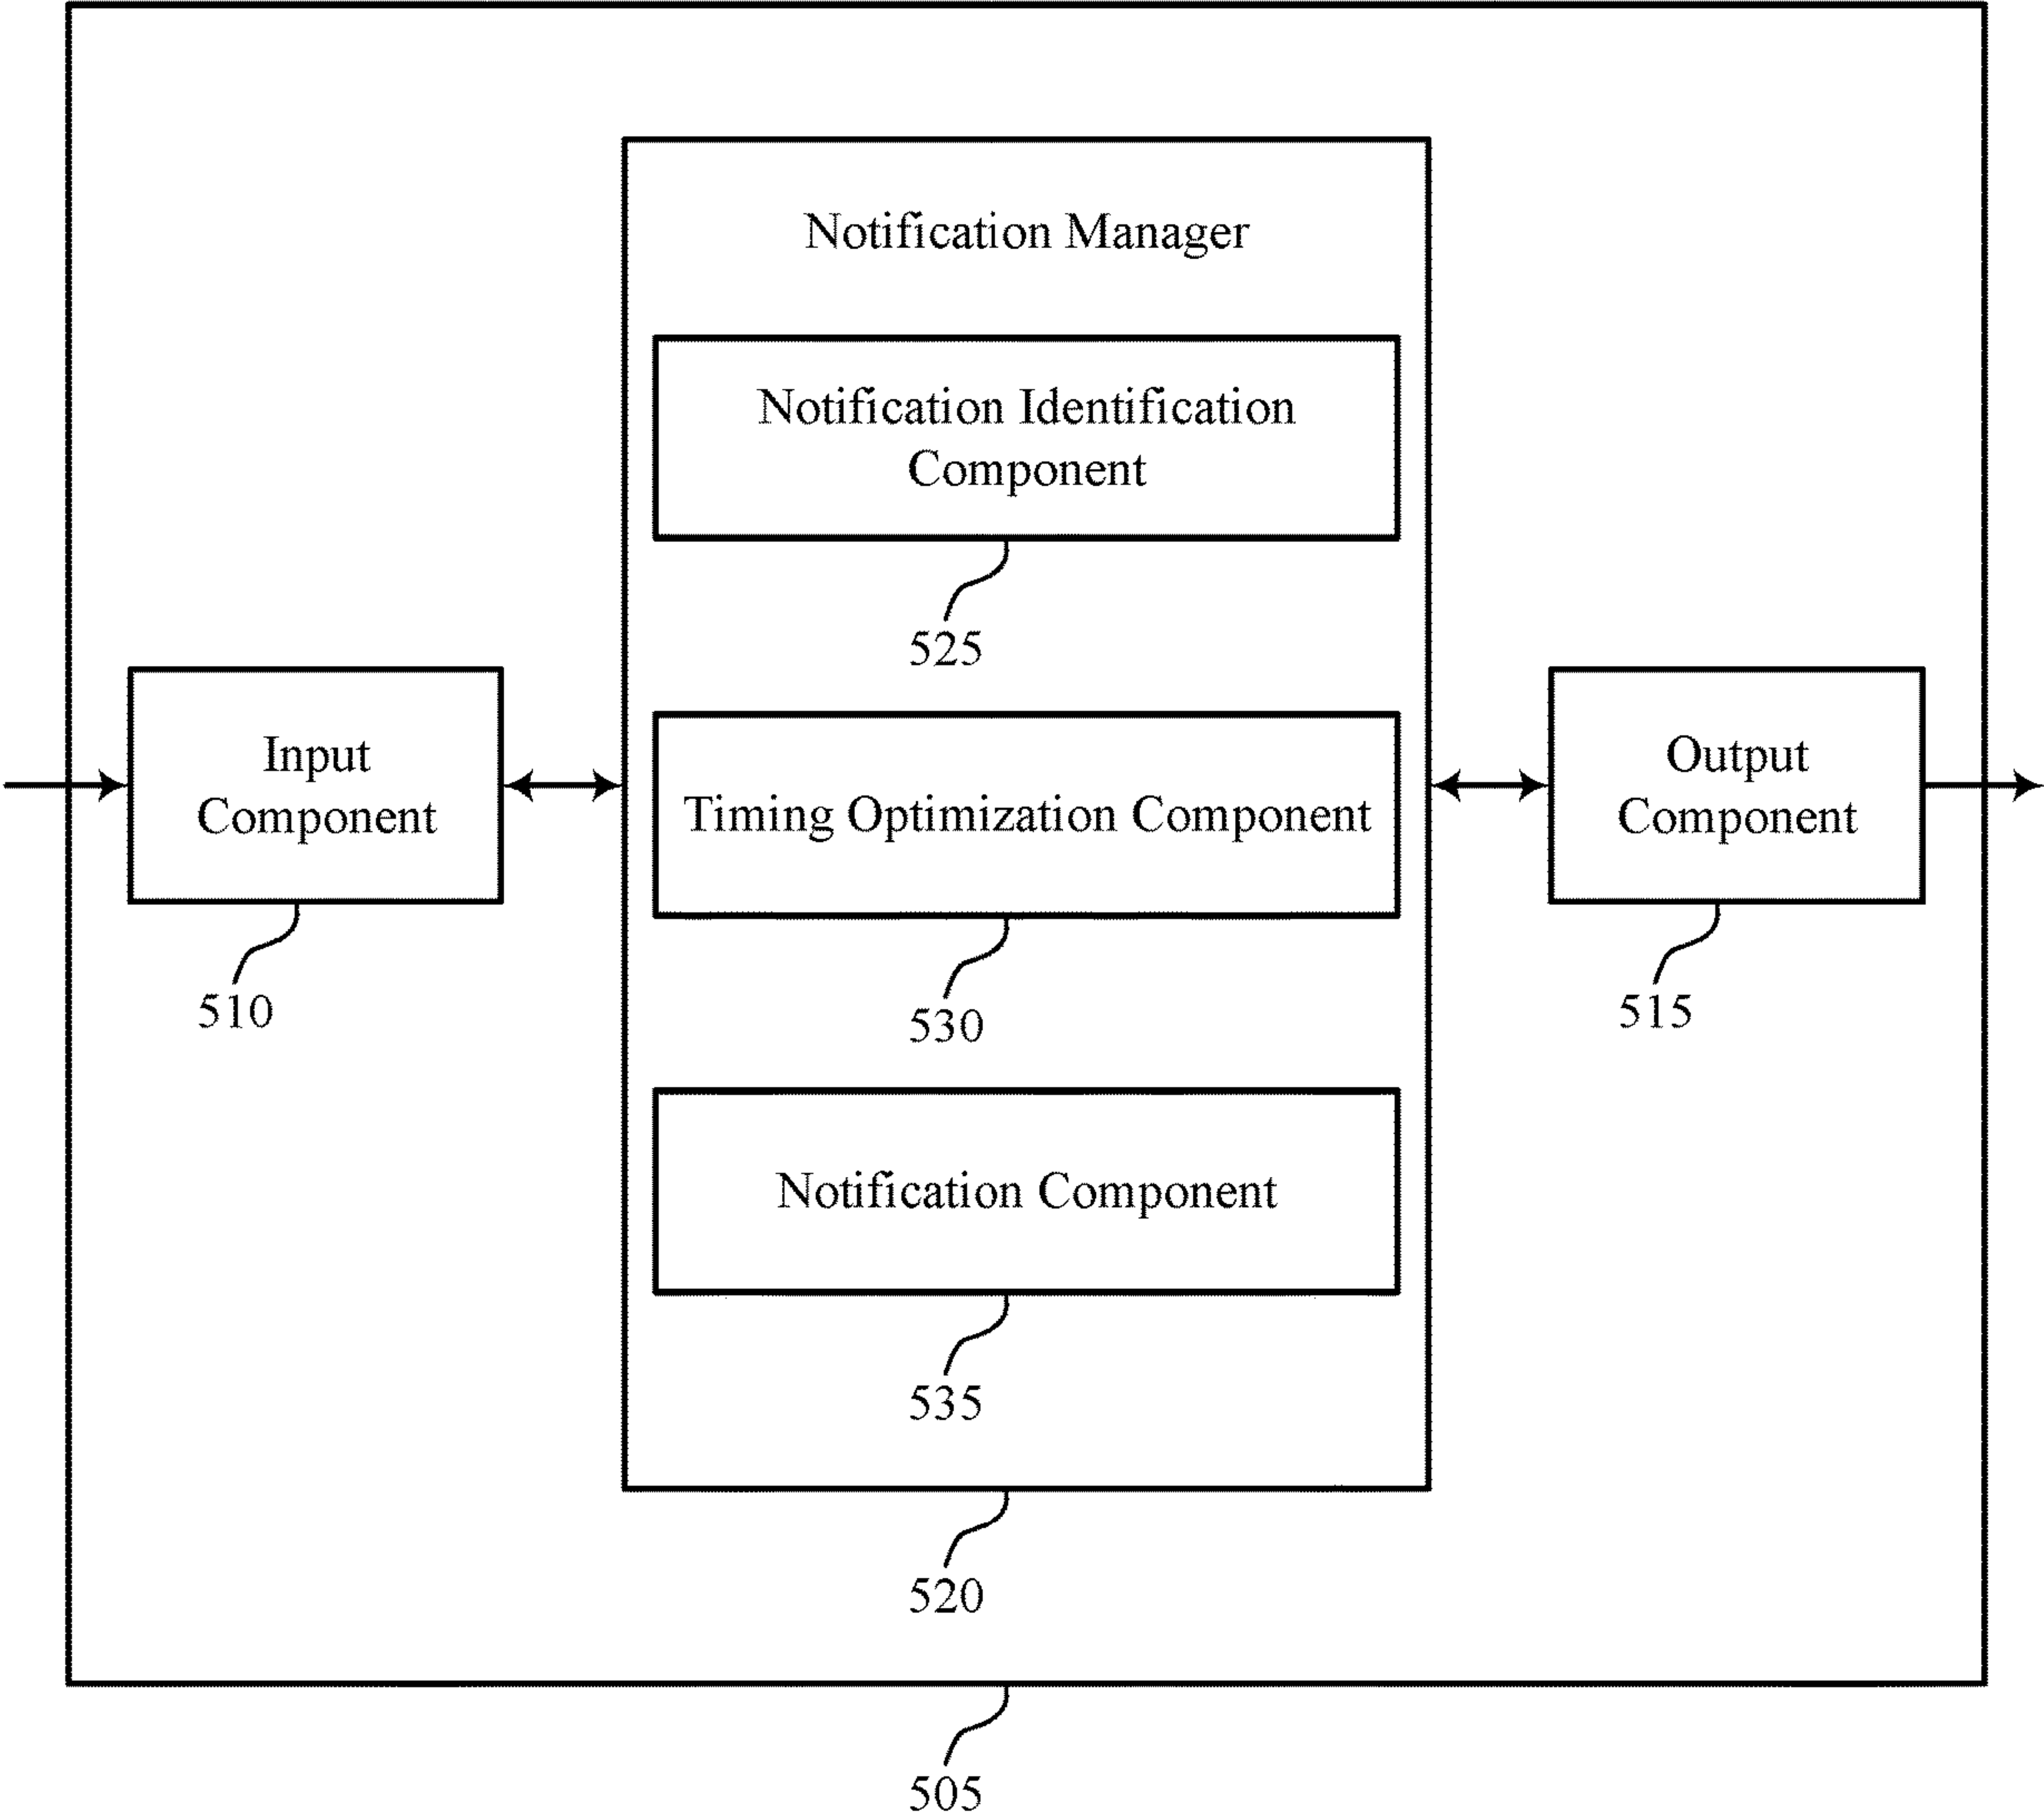 Notification Manager
Notification Identification
Component
525
Input
Component
510
Timing Optimization Component
530
Output
Component
515
Notification Component
535
520
505